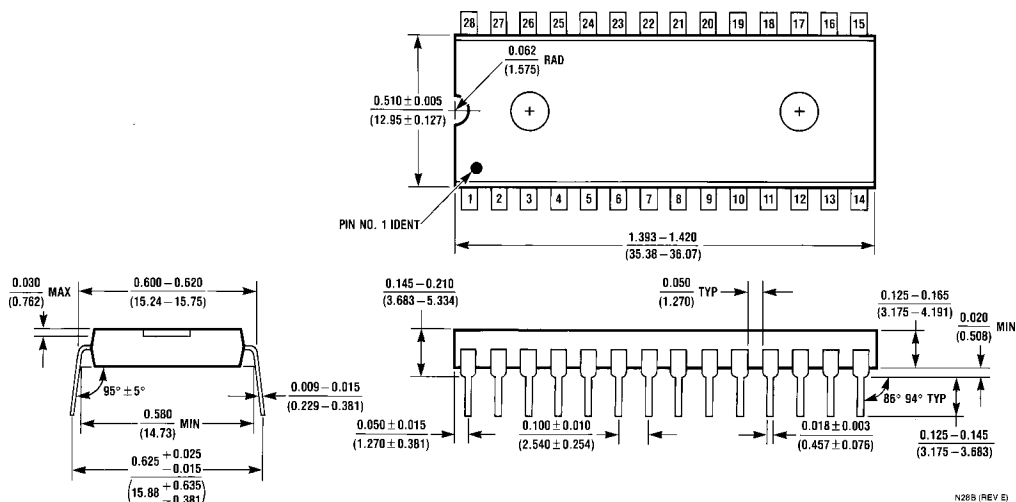 28 27 26 25 24 23 22 21 20 19 18 17 16 15
0.062
(1.575)
RAD
0.510 ± 0.005
(12.95 ± 0.127)
PIN NO. 1 IDENT
1 2 3 4 5 6 7 8 9 10 11 12 13 14
1.393 – 1.420
(35.38 – 36.07)
0.030
(0.762)
MAX
0.600 – 0.620
(15.24 – 15.75)
95° ± 5°
0.009 – 0.015
(0.229 – 0.381)
0.580
(14.73)
MIN
0.625 +0.025
-0.015
(15.88 +0.635
-0.381)
0.145 – 0.210
(3.683 – 5.334)
0.050
(1.270)
TYP
0.125 – 0.165
(3.175 – 4.191)
0.020
(0.508)
MIN
0.050 ± 0.015
(1.270 ± 0.381)
0.100 ± 0.010
(2.540 ± 0.254)
0.018 ± 0.003
(0.457 ± 0.076)
86° 94° TYP
0.125 – 0.145
(3.175 – 3.683)
N28B (REV E)